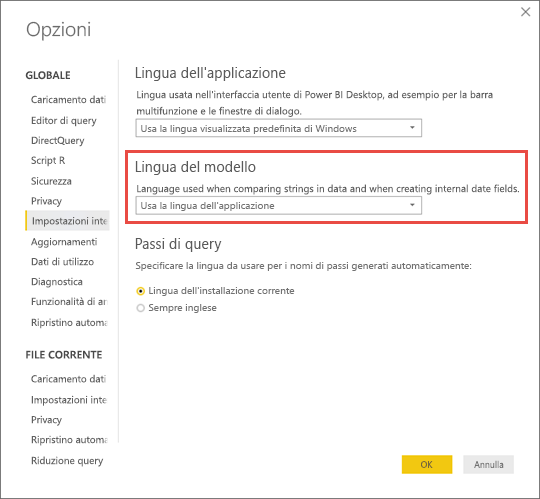 Opzioni
GLOBALE
Caricamento dati
Editor di query
DirectQuery
Script R
Sicurezza
Privacy
Impostazioni inte
Aggiornamenti
Dati di utilizzo
Diagnostica
Funzionalità di an
Ripristino automa
FILE CORRENTE
Caricamento dati
Impostazioni inte
Privacy
Ripristino automa
Riduzione query
Lingua dell'applicazione
Lingua usata nell'interfaccia utente di Power BI Desktop, ad esempio per la barra
multifunzione e le finestre di dialogo.
Usa la lingua visualizzata predefinita di Windows
Lingua del modello
Language used when comparing strings in data and when creating internal date fields.
Usa la lingua dell'applicazione
Passi di query
Specificare la lingua da usare per i nomi di passi generati automaticamente:
Lingua dell'installazione corrente
Sempre inglese
OK
Annulla